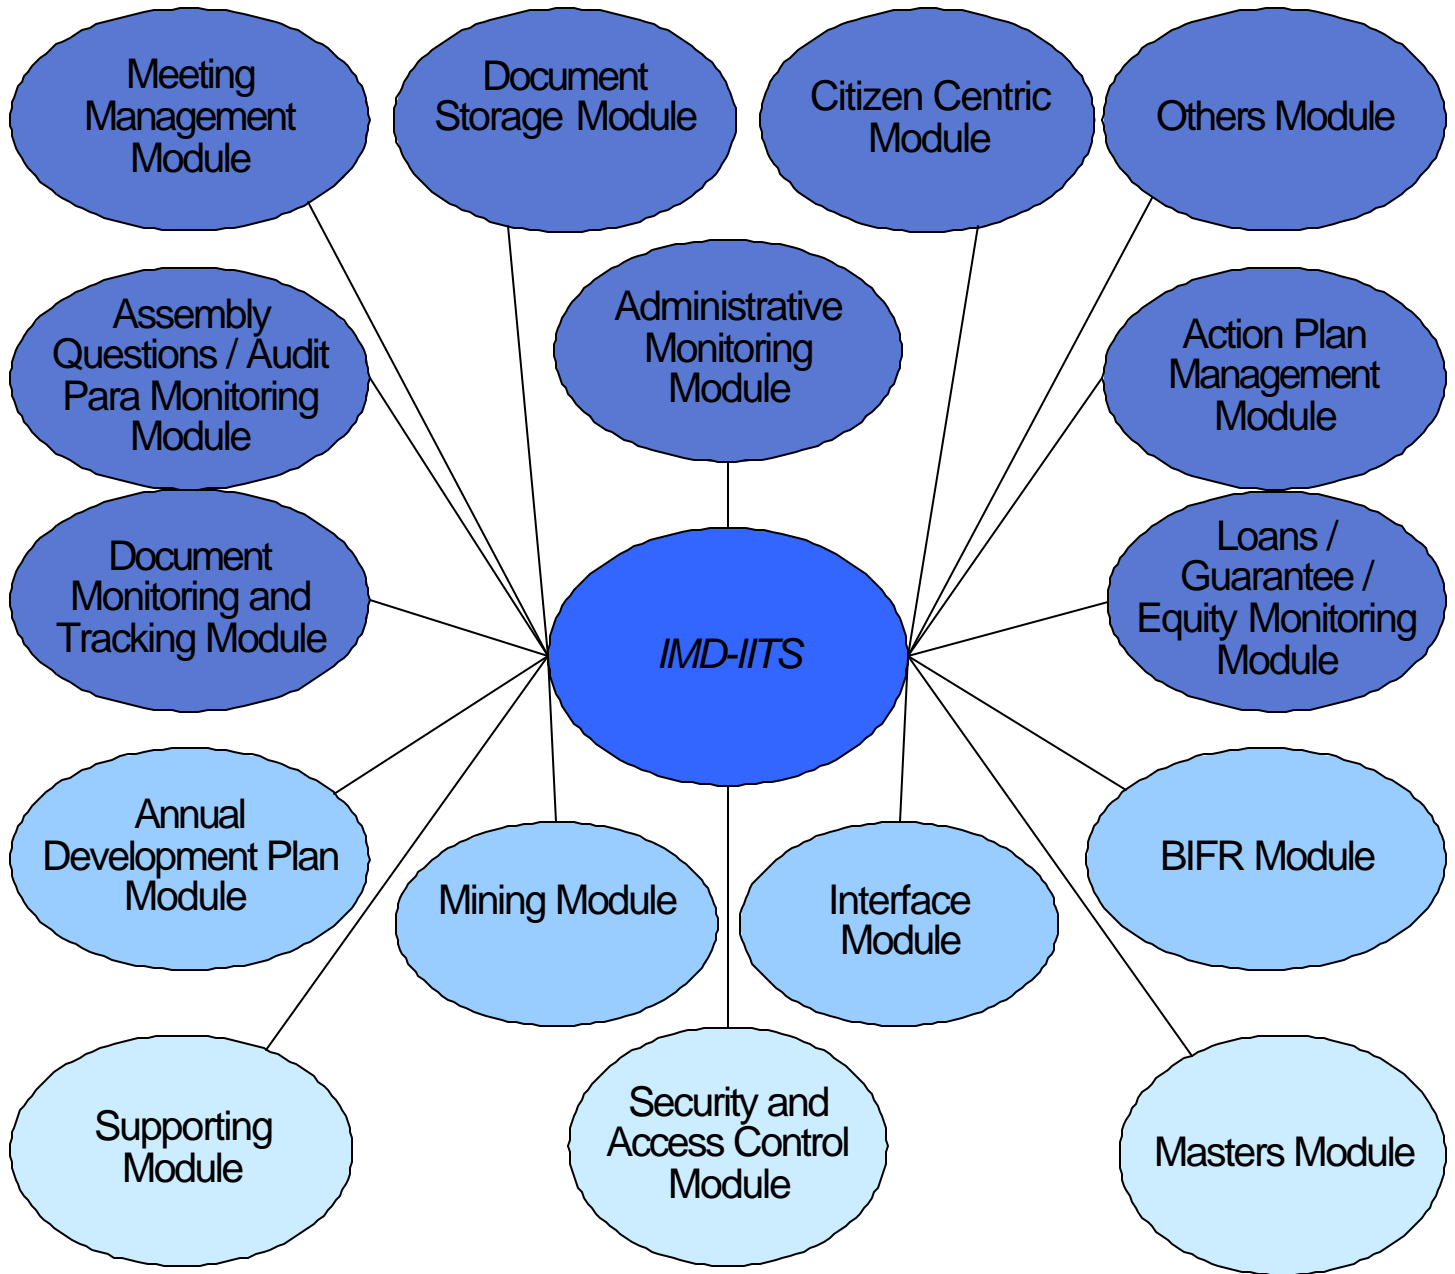 Meeting
Management
Module
Document
Storage Module
Citizen Centric
Module
Others Module
Assembly
Questions / Audit
Para Monitoring
Module
Administrative
Monitoring
Module
Action Plan
Management
Module
Document
Monitoring and
Tracking Module
IMD-IITS
Loans /
Guarantee /
Equity Monitoring
Module
Annual
Development Plan
Module
Mining Module
Interface
Module
BIFR Module
Supporting
Module
Security and
Access Control
Module
Masters Module